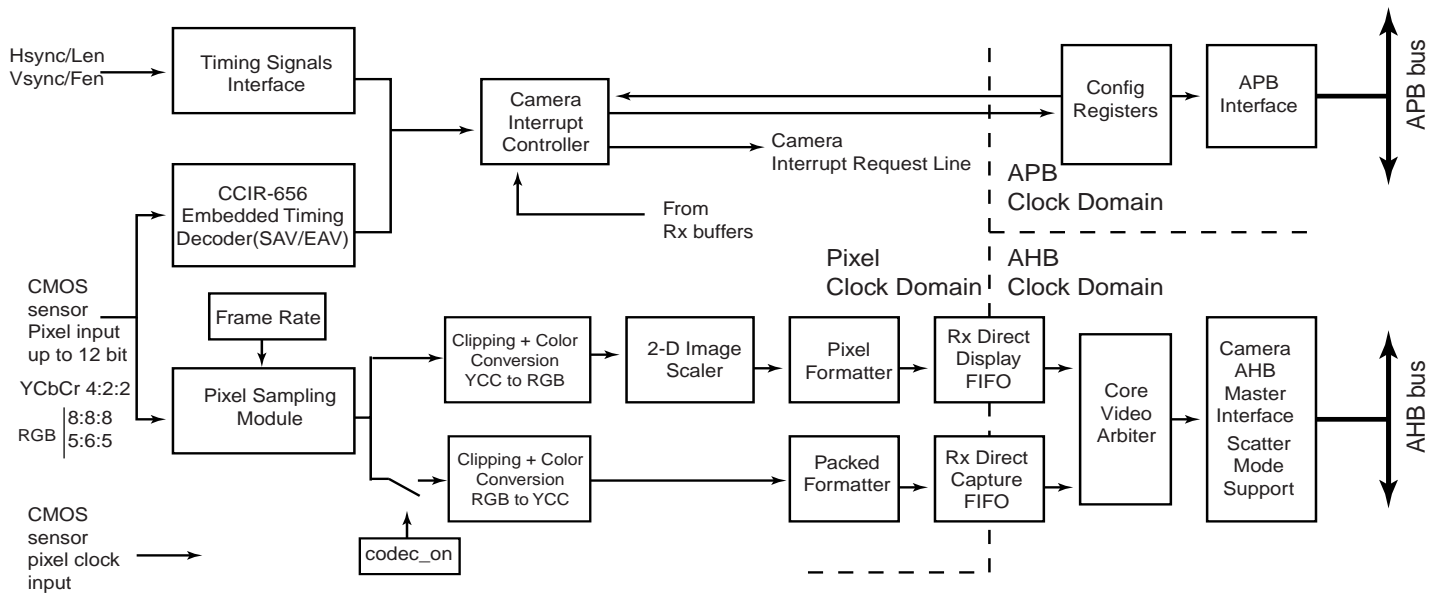 Hsync/Len
Vsync/Fen
Timing Signals
Interface
Camera
Interrupt
Controller
Config
Registers
APB
Interface
APB bus
Camera
Interrupt Request Line
APB
Clock Domain
CCIR-656
Embedded Timing
Decoder(SAV/EAV)
From
Rx buffers
Pixel
Clock Domain
AHB
Clock Domain
CMOS
sensor
Pixel input
up to 12 bit
YCbCr 4:2:2
RGB
8:8:8
5:6:5
Frame Rate
Pixel Sampling
Module
Clipping + Color
Conversion
YCC to RGB
2-D Image
Scaler
Pixel
Formatter
Rx Direct
Display
FIFO
Core
Video
Arbiter
Camera
AHB
Master
Interface
Scatter
Mode
Support
AHB bus
Clipping + Color
Conversion
RGB to YCC
Packed
Formatter
Rx Direct
Capture
FIFO
CMOS
sensor
pixel clock
input
codec_on